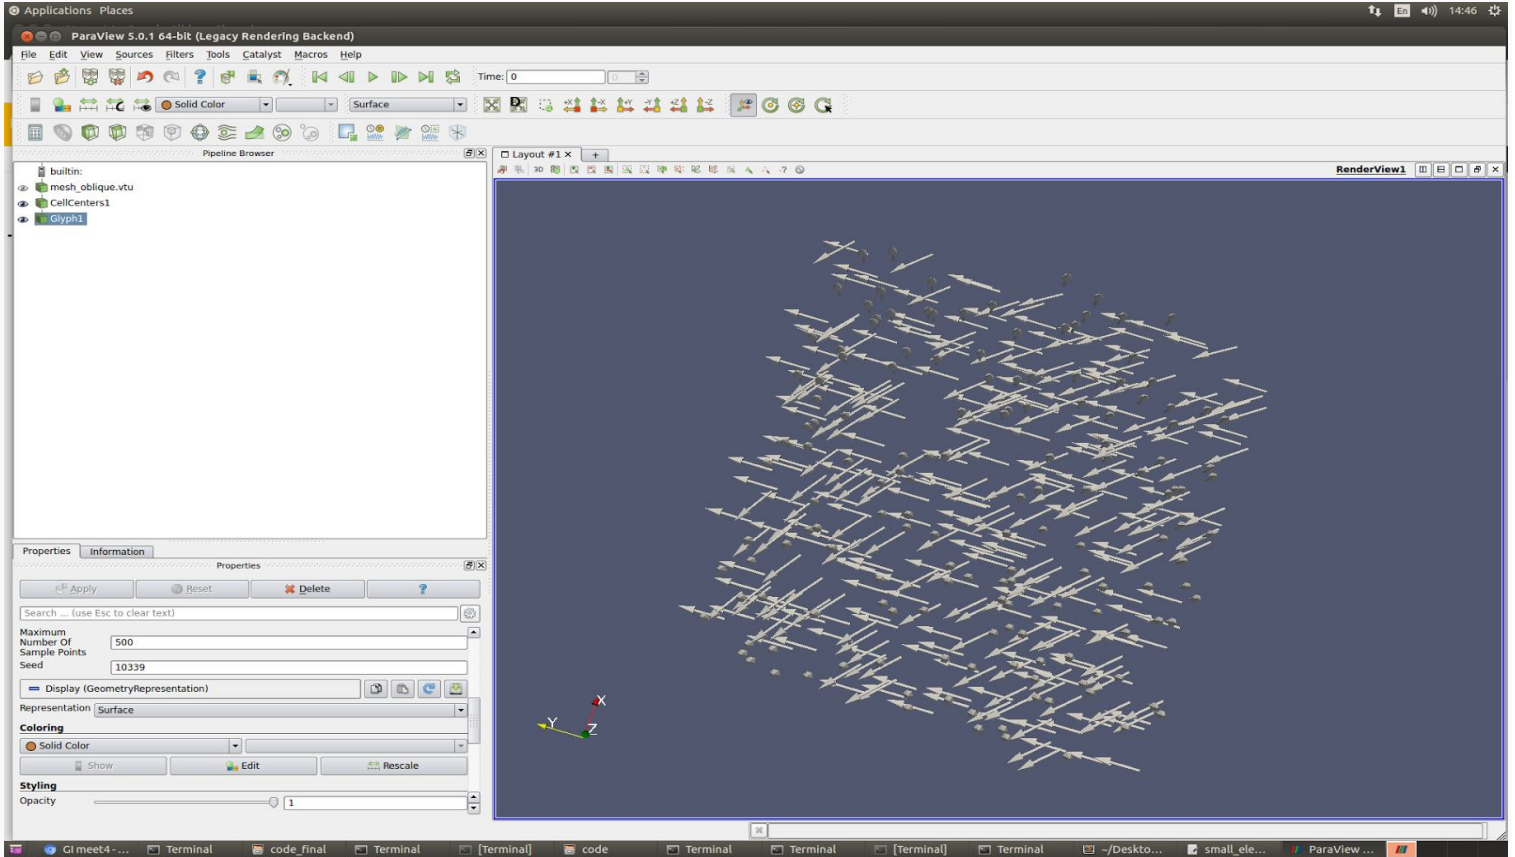 Applications Places
En 14:46
ParaView 5.0.1 64-bit (Legacy Rendering Backend)
File Edit View Sources Filters Tools Catalyst Macros Help
Time: 0 0
Solid Color Surface
+X -X +Y -Y +Z -Z
Pipeline Browser
Layout #1 × +
3D
RenderView1
builtin:
mesh_oblique.vtu
CellCenters1
Glyph1
Properties Information
Properties
Apply Reset Delete ?
Search ... (use Esc to clear text)
Maximum
Number Of
Sample Points
500
Seed
10339
Display (GeometryRepresentation)
Representation Surface
Coloring
Solid Color
Show Edit Rescale
Styling
Opacity 1
X
Y
Z
GI meet4 - ... Terminal code_final Terminal [Terminal] code Terminal Terminal [Terminal] Terminal ~/Deskto... small_ele... ParaView ...